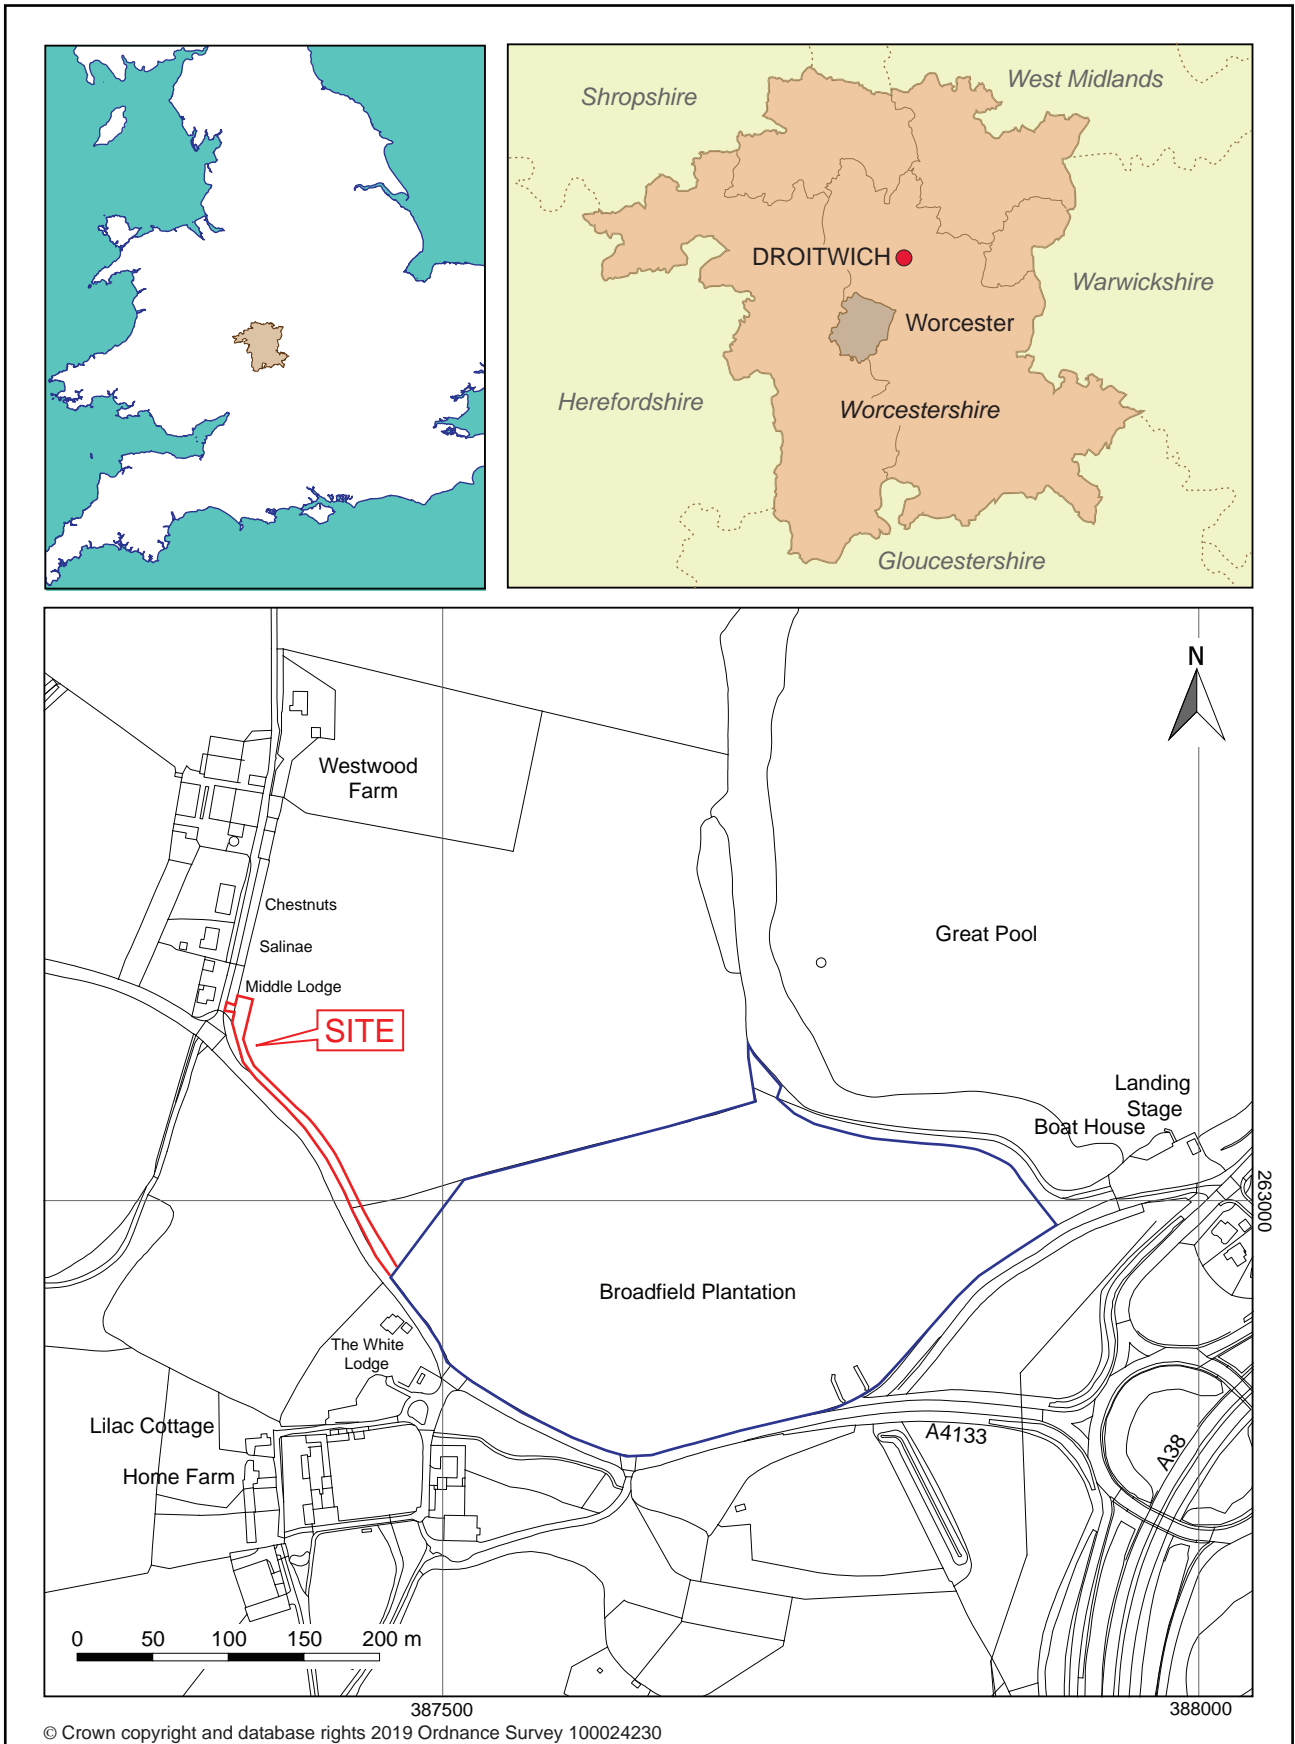 Shropshire
West Midlands
DROITWICH
Warwickshire
Worcester
Herefordshire
Worcestershire
Gloucestershire
N
Westwood
Farm
Chestnuts
Great Pool
Salinae
Middle Lodge
SITE
Landing
Stage
Boat House
263000
Broadfield Plantation
The White
Lodge
Lilac Cottage
A4133
A38
Home Farm
0 50 100 150 200 m
387500
388000
© Crown copyright and database rights 2019 Ordnance Survey 100024230